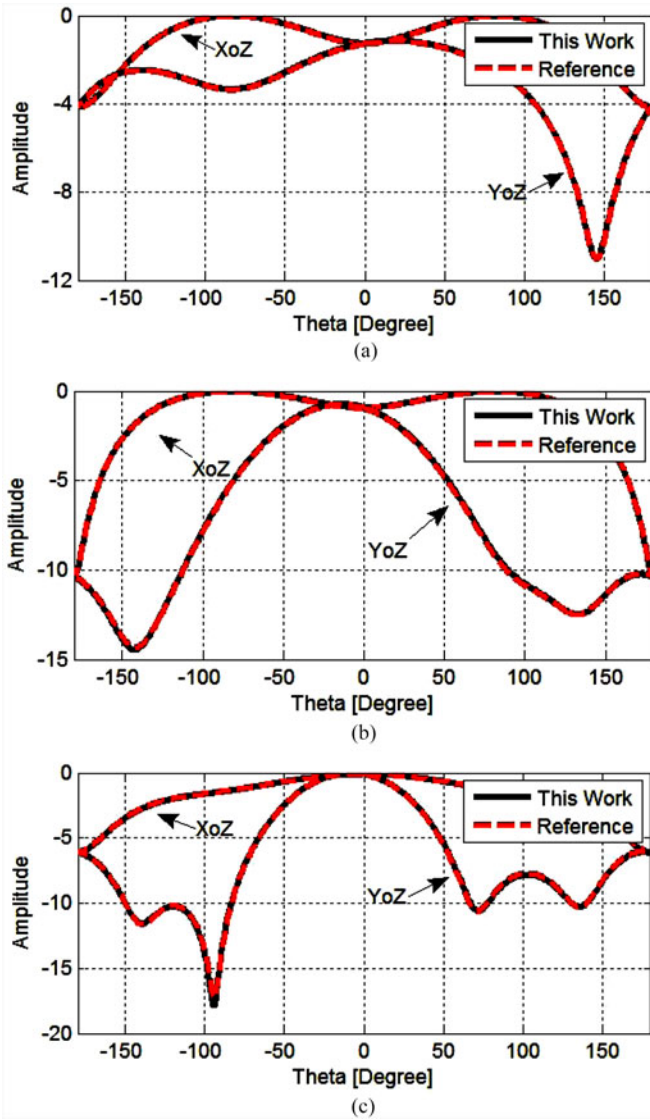 0
XoZ
This Work
Reference
-4
Amplitude
-8
YoZ
-12
-150 -100 -50 0 50 100 150
Theta [Degree]
(a)
0
This Work
Reference
XoZ
-5
Amplitude
YoZ
-10
-15
-150 -100 -50 0 50 100 150
Theta [Degree]
(b)
0
This Work
Reference
XoZ
-5
Amplitude
-10
YoZ
-15
-20
-150 -100 -50 0 50 100 150
Theta [Degree]
(c)